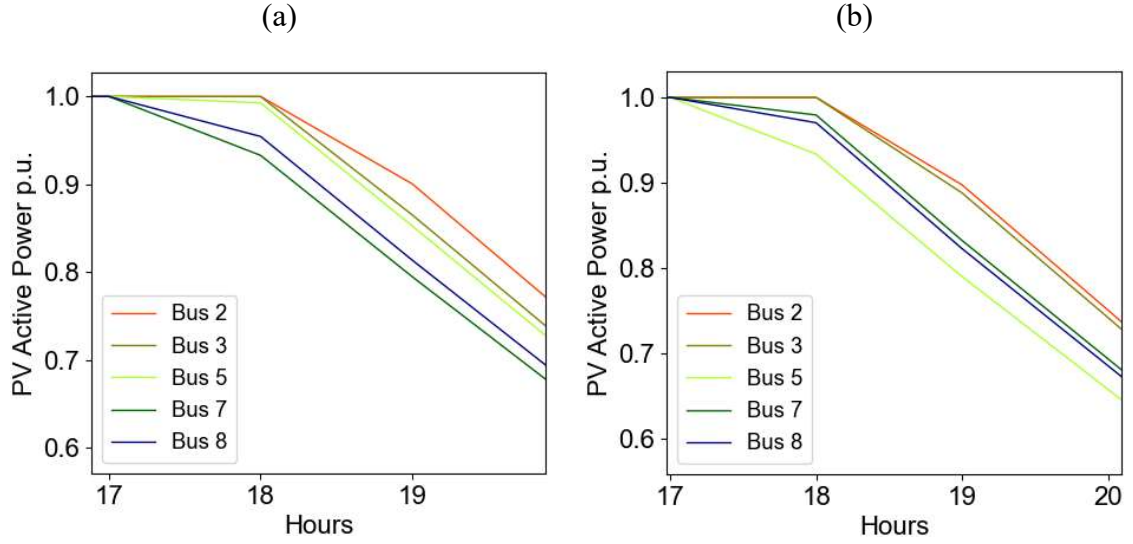 (a)
(b)
PV Active Power p.u.
1.0
0.9
0.8
0.7
0.6
Bus 2
Bus 3
Bus 5
Bus 7
Bus 8
17
18
19
Hours
PV Active Power p.u.
1.0
0.9
0.8
0.7
0.6
Bus 2
Bus 3
Bus 5
Bus 7
Bus 8
17
18
19
20
Hours